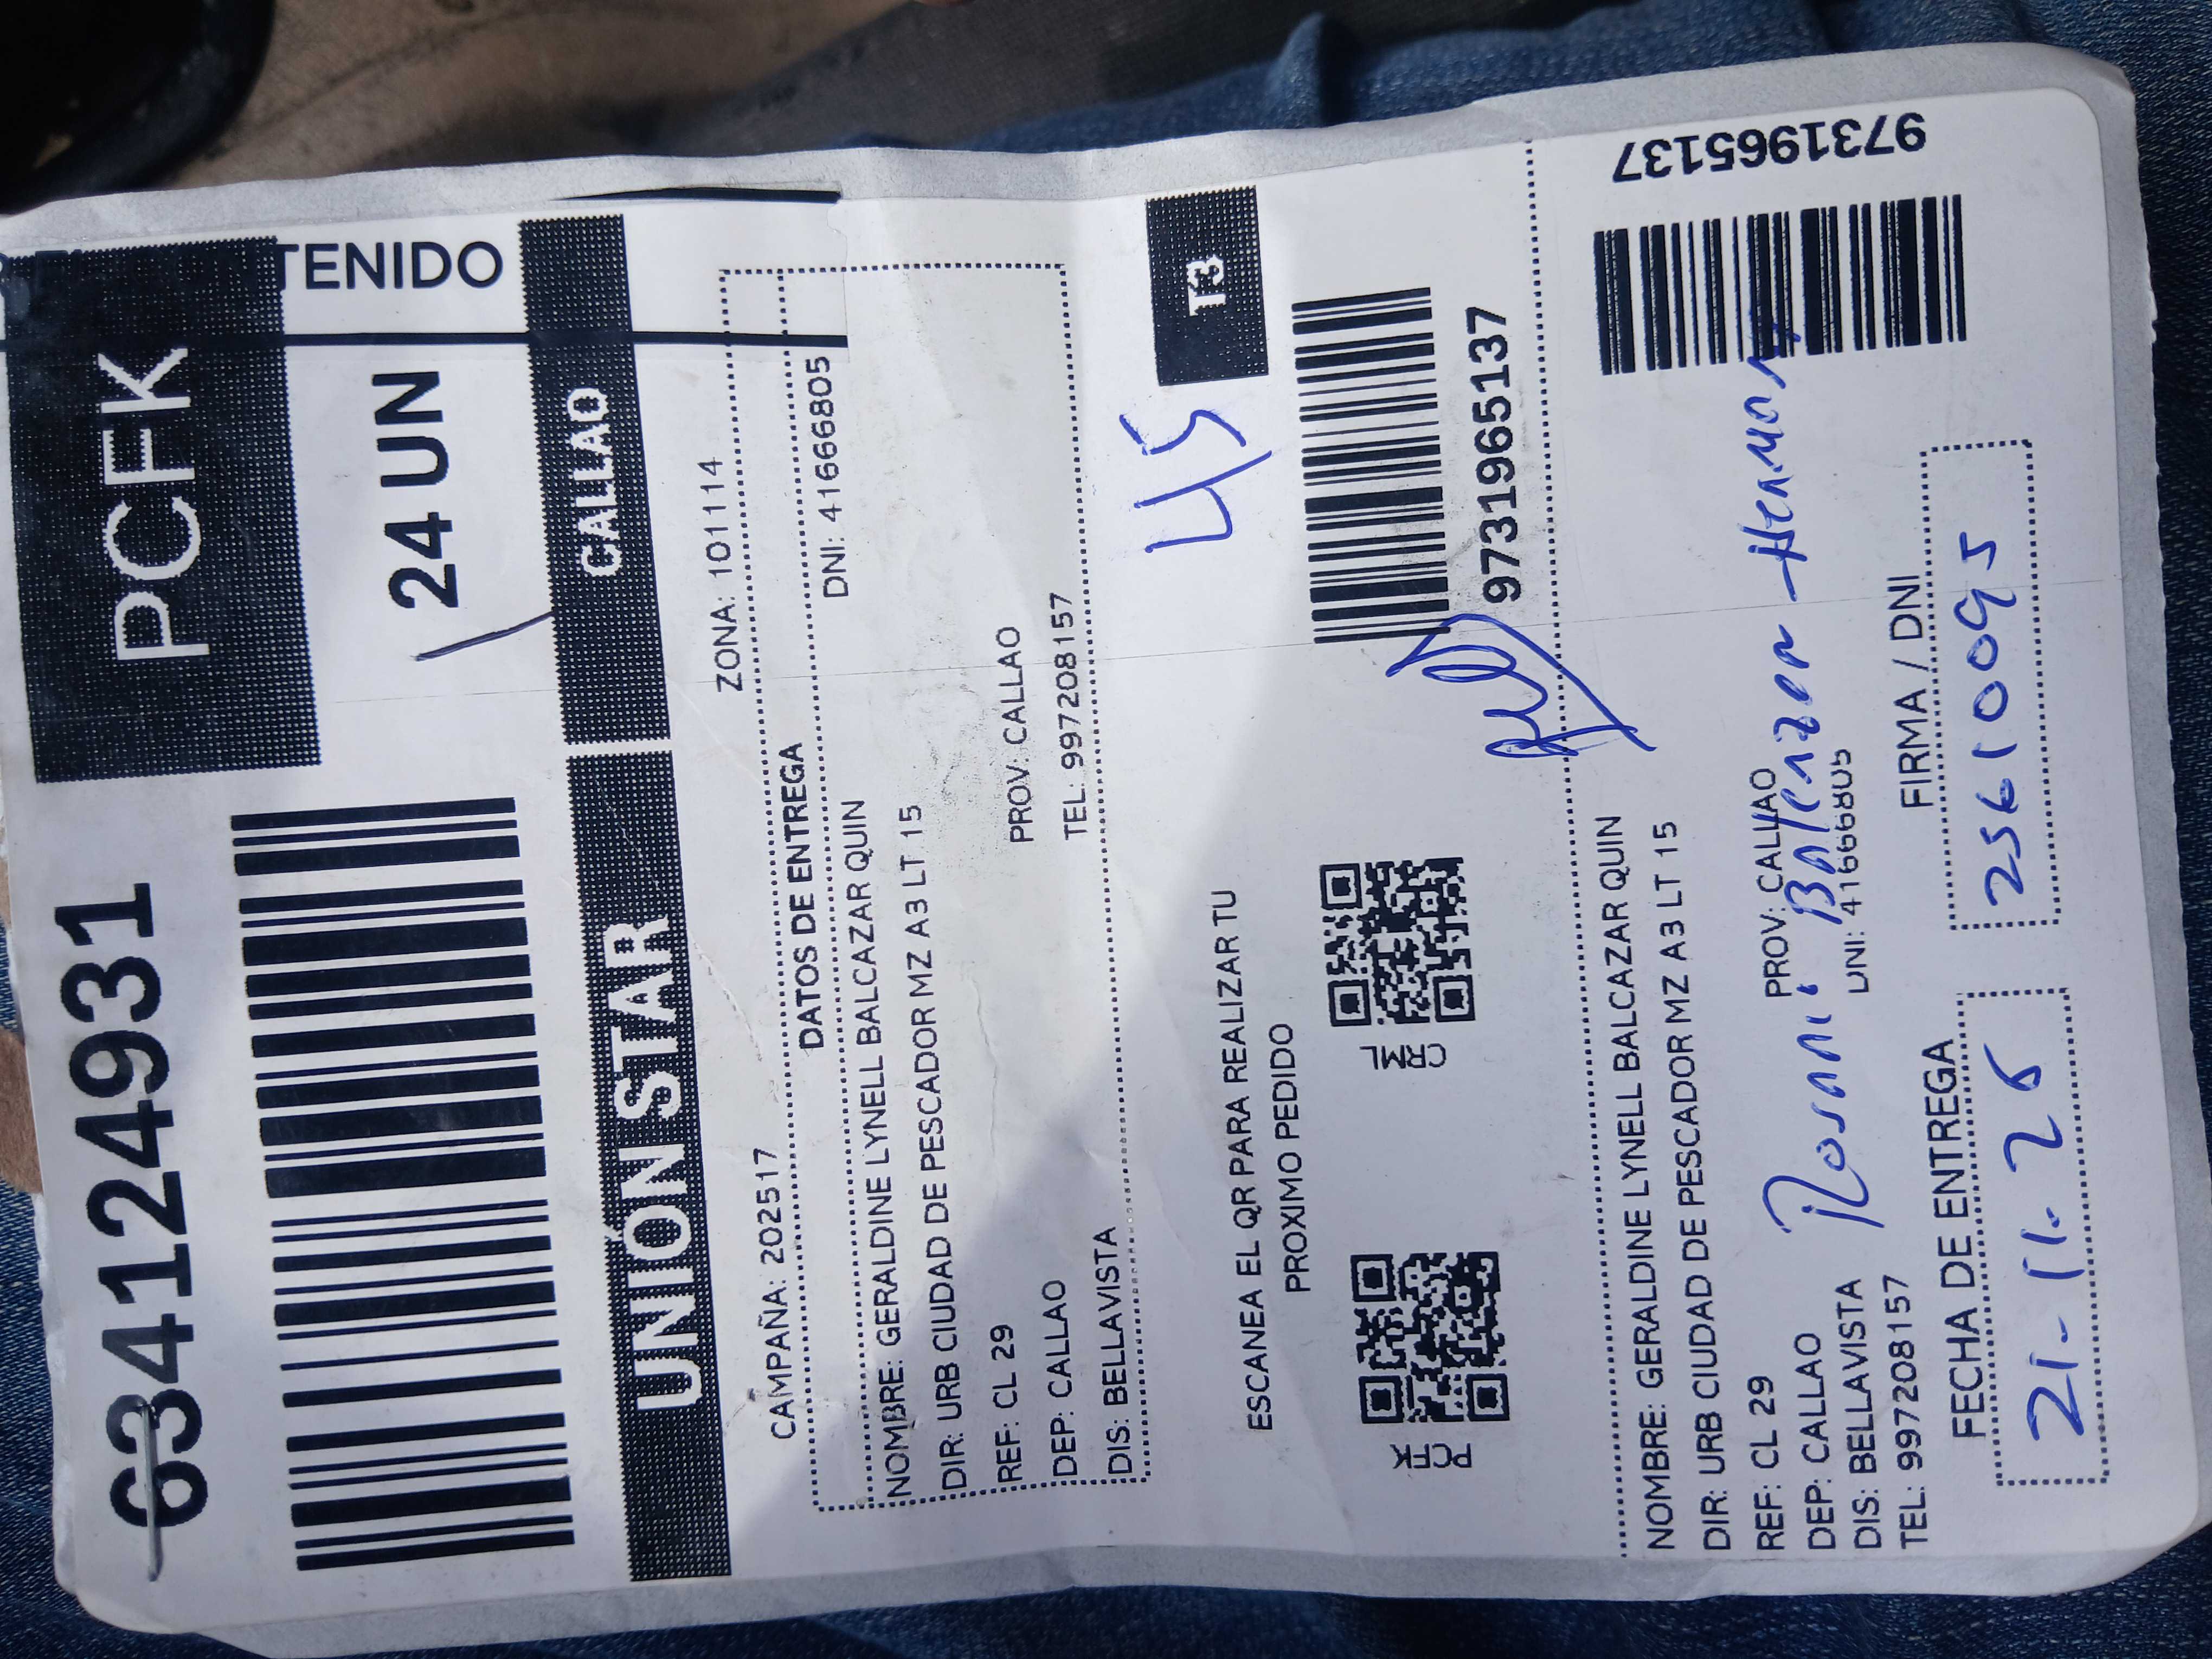 634124931
PCFK
TENIDO
24 UN
UNIÓN STAR
CALLAO
CAMPAÑA: 202517
ZONA: 101114
DATOS DE ENTREGA
NOMBRE: GERALDINE LYNELL BALCAZAR QUIN
DNI: 41666805
DIR: URB CIUDAD DE PESCADOR MZ A3 LT 15
REF: CL 29
DEP: CALLAO
PROV: CALLAO
DIS: BELLAVISTA
TEL: 997208157
45
13
ESCANEA EL QR PARA REALIZAR TU
PROXIMO PEDIDO
PCFK
CRML
9731965137
NOMBRE: GERALDINE LYNELL BALCAZAR QUIN
DIR: URB CIUDAD DE PESCADOR MZ A3 LT 15
REF: CL 29
DEP: CALLAO
PROV: CALLAO
DIS: BELLAVISTA
DNI: 41666805
TEL: 997208157
9731965137
FECHA DE ENTREGA
FIRMA / DNI
21-11-25
25610095